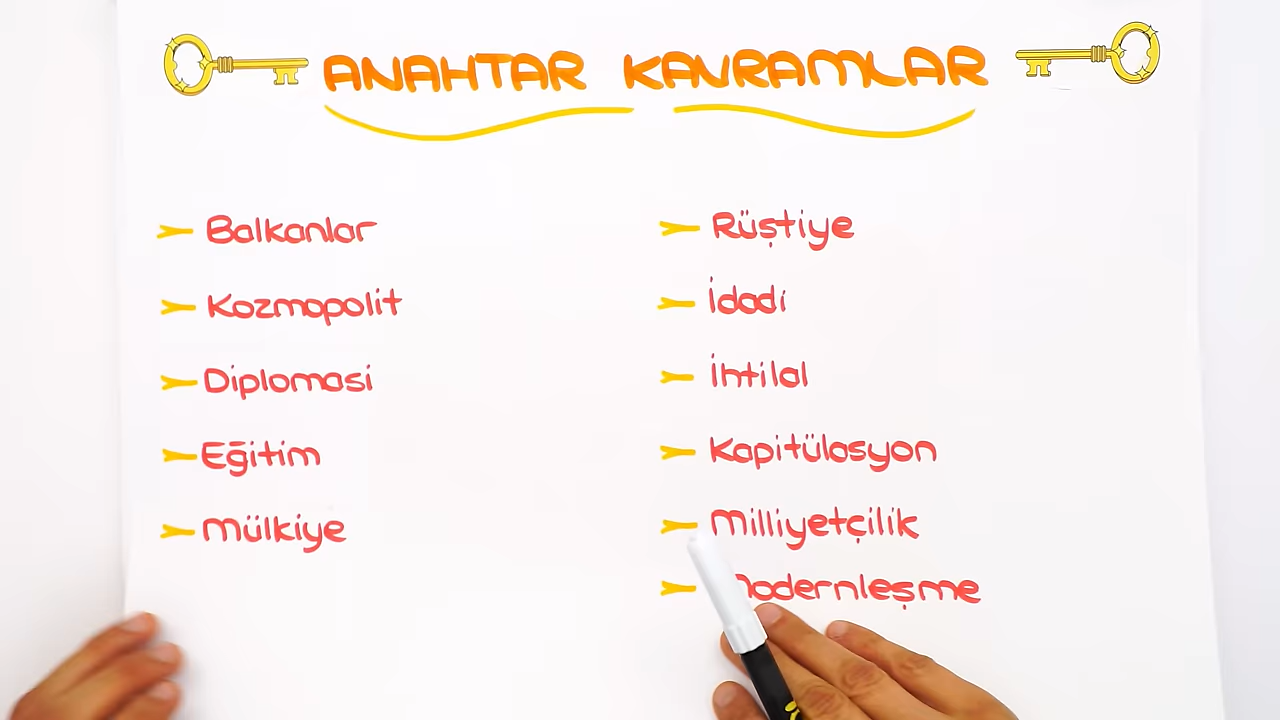 ANAHTAR KAVRAMLAR
Balkanlar
Kozmopolit
Diplomasi
Eğitim
Mülkiye
Rüştiye
İdadi
İhtilal
Kapitülasyon
Milliyetçilik